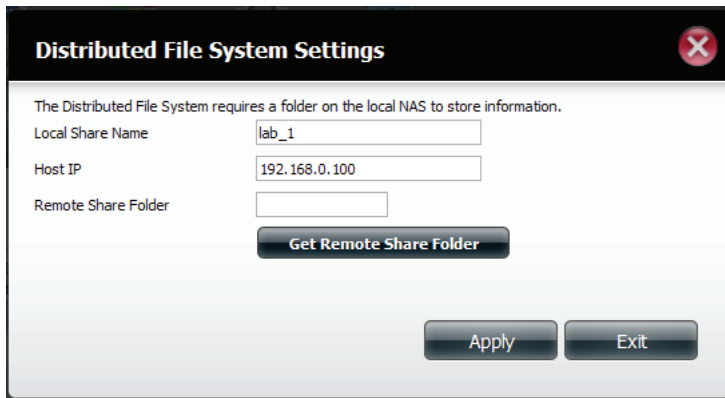 Distributed File System Settings
The Distributed File System requires a folder on the local NAS to store information.
Local Share Name lab_1
Host IP 192.168.0.100
Remote Share Folder
Get Remote Share Folder
Apply Exit